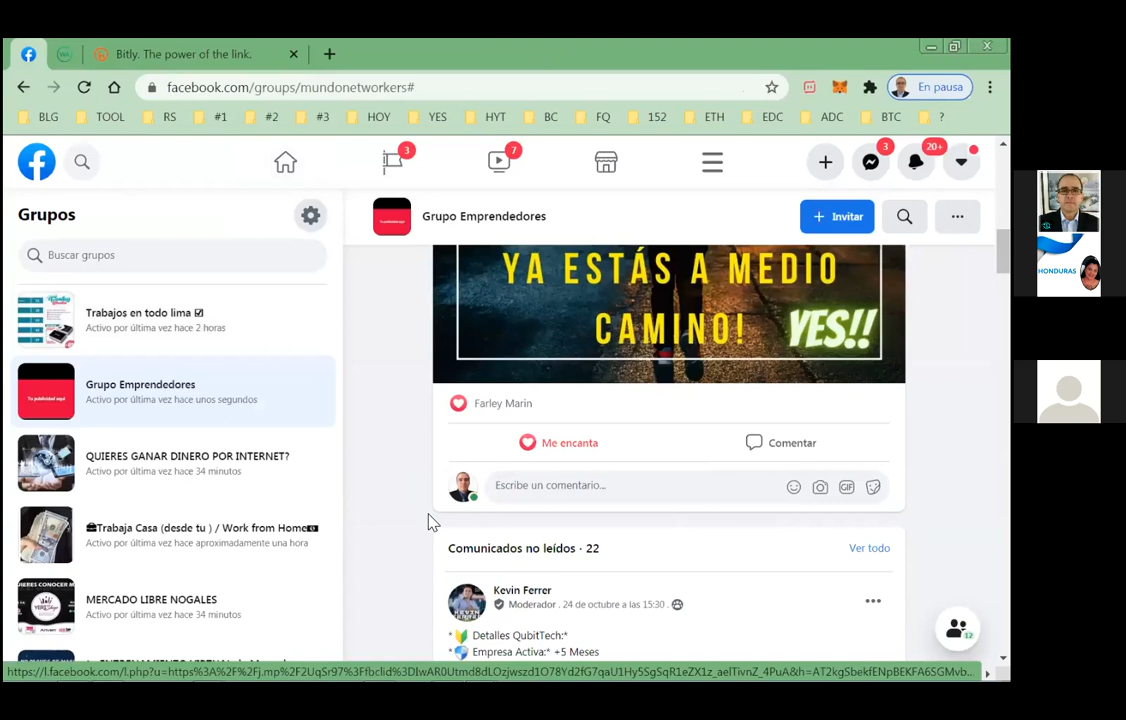 Bitly. The power of the link.
facebook.com/groups/mundonetworkers#
En pausa
BLG TOOL RS #1 #2 #3 HOY YES HYT BC FQ 152 ETH EDC ADC BTC ?
3
7
3
20+
Grupos
Buscar grupos
Trabajos en todo lima
Activo por última vez hace 2 horas
Tu publicidad aquí
Grupo Emprendedores
Activo por última vez hace unos segundos
QUIERES GANAR DINERO POR INTERNET?
Activo por última vez hace 34 minutos
Trabaja Casa (desde tu ) / Work from Home
Activo por última vez hace aproximadamente una hora
MERCADO LIBRE NOGALES
Activo por última vez hace 34 minutos
Grupo Emprendedores
Invitar
YA ESTÁS A MEDIO
CAMINO!
YES!!
Farley Marin
Me encanta
Comentar
Escribe un comentario...
GIF
Comunicados no leídos · 22
Ver todo
Kevin Ferrer
Moderador . 24 de octubre a las 15:30 .
* Detalles QubitTech:*
* Empresa Activa:* +5 Meses
12
HONDURAS